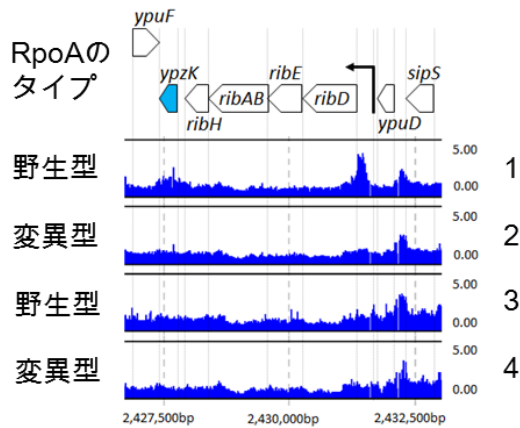 ypuF
RpoAの
タイプ
ypzK
ribH
ribAB
ribE
ribD
ypuD
sipS
野生型
5.00
0.00
1
変異型
5.00
0.00
2
野生型
5.00
0.00
3
変異型
5.00
0.00
4
2,427,500bp 2,430,000bp 2,432,500bp